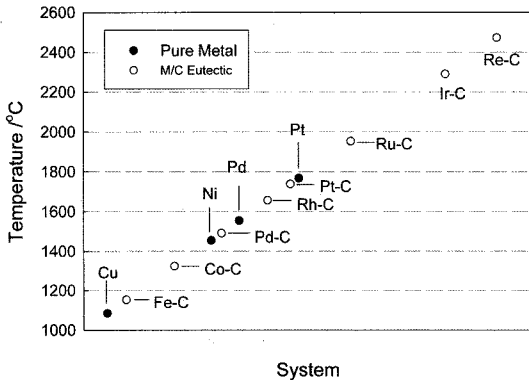 2600
2400
2200
2000
1800
1600
1400
1200
1000
Temperature /°C
Pure Metal
M/C Eutectic
Re-C
Ir-C
Ru-C
Pt
Pt-C
Pd
Rh-C
Ni
Pd-C
Co-C
Cu
Fe-C
System